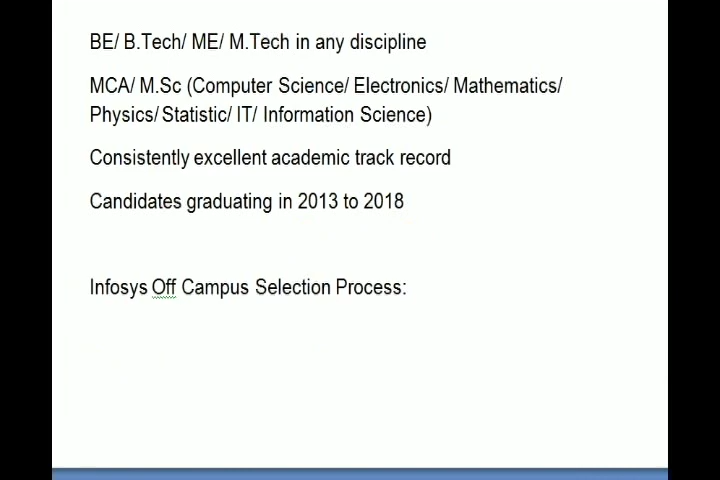 BE/ B.Tech/ ME/ M.Tech in any discipline
MCA/ M.Sc (Computer Science/ Electronics/ Mathematics/
Physics/ Statistic/ IT/ Information Science)
Consistently excellent academic track record
Candidates graduating in 2013 to 2018
Infosys Off Campus Selection Process: